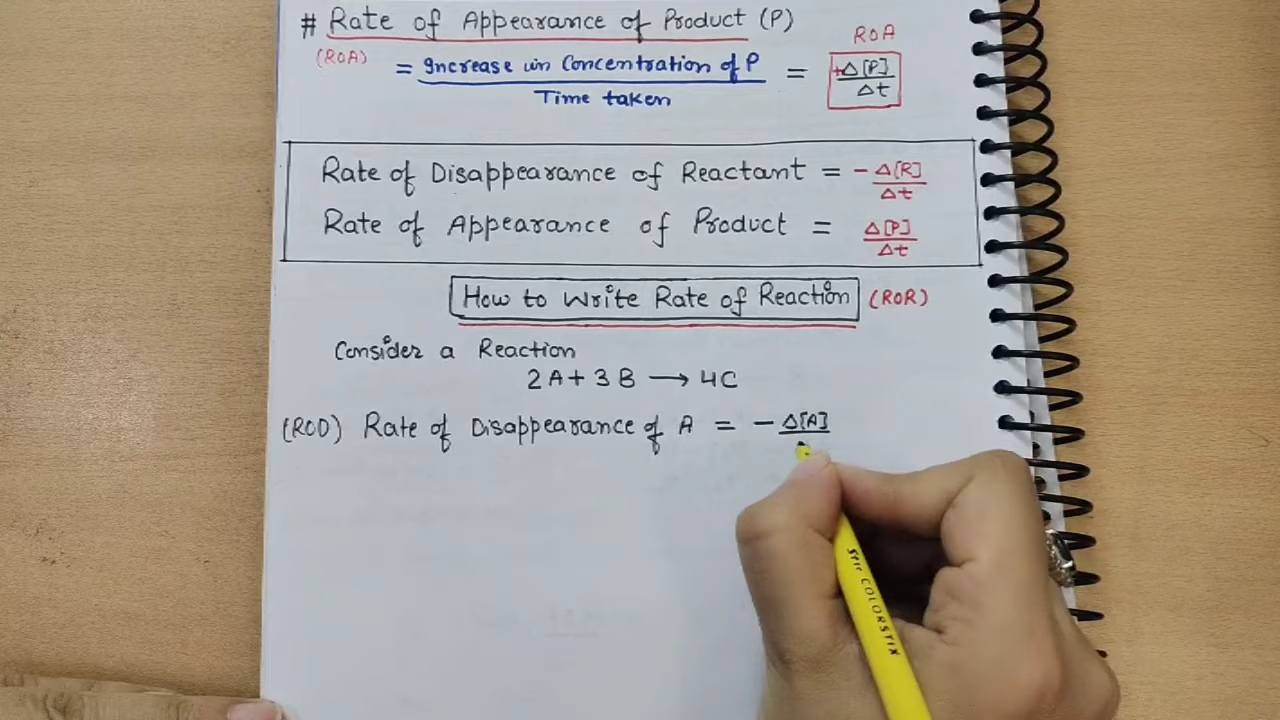 # Rate of Appearance of Product (P)
(ROA) = Increase in Concentration of P / Time taken = +Δ[P] / Δt ROA
Rate of Disappearance of Reactant = - Δ[R] / Δt
Rate of Appearance of Product = Δ[P] / Δt
How to Write Rate of Reaction (ROR)
Consider a Reaction
2A + 3B → 4C
(ROD) Rate of Disappearance of A = - Δ[A]
Stic COLORSTIX